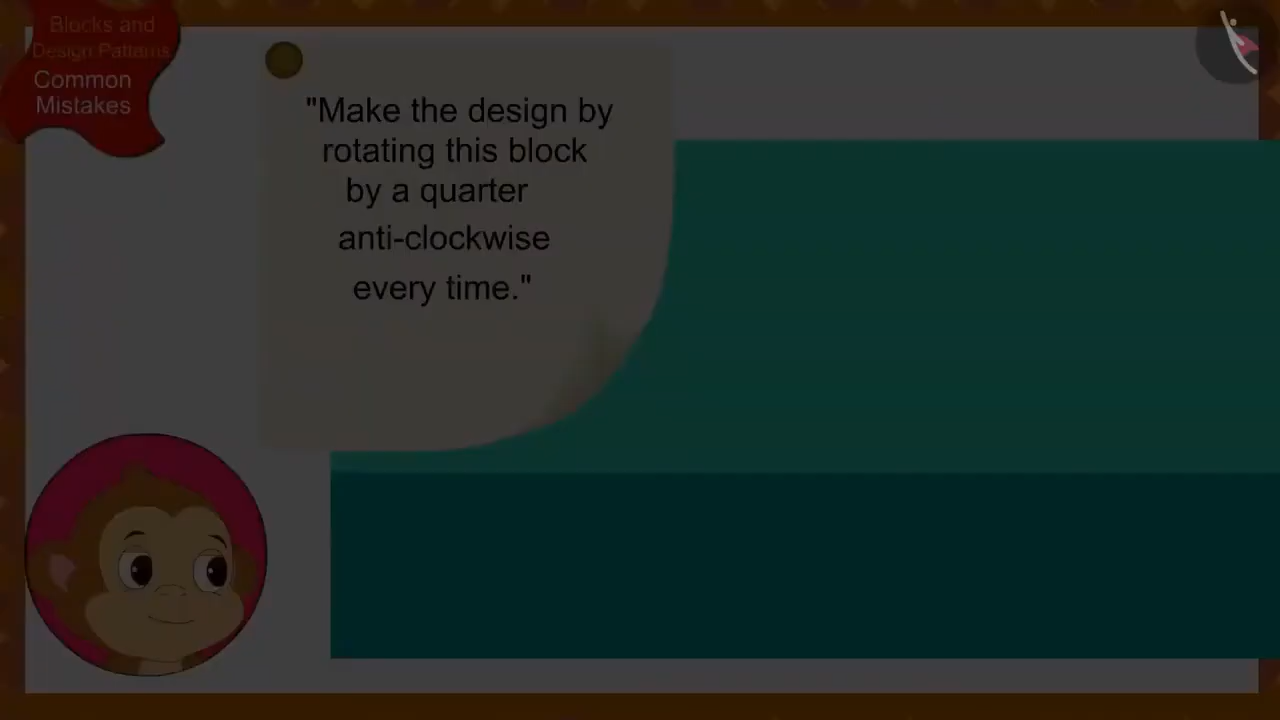 Blocks and
Design Patterns
Common
Mistakes
"Make the design by
rotating this block
by a quarter
anti-clockwise
every time."